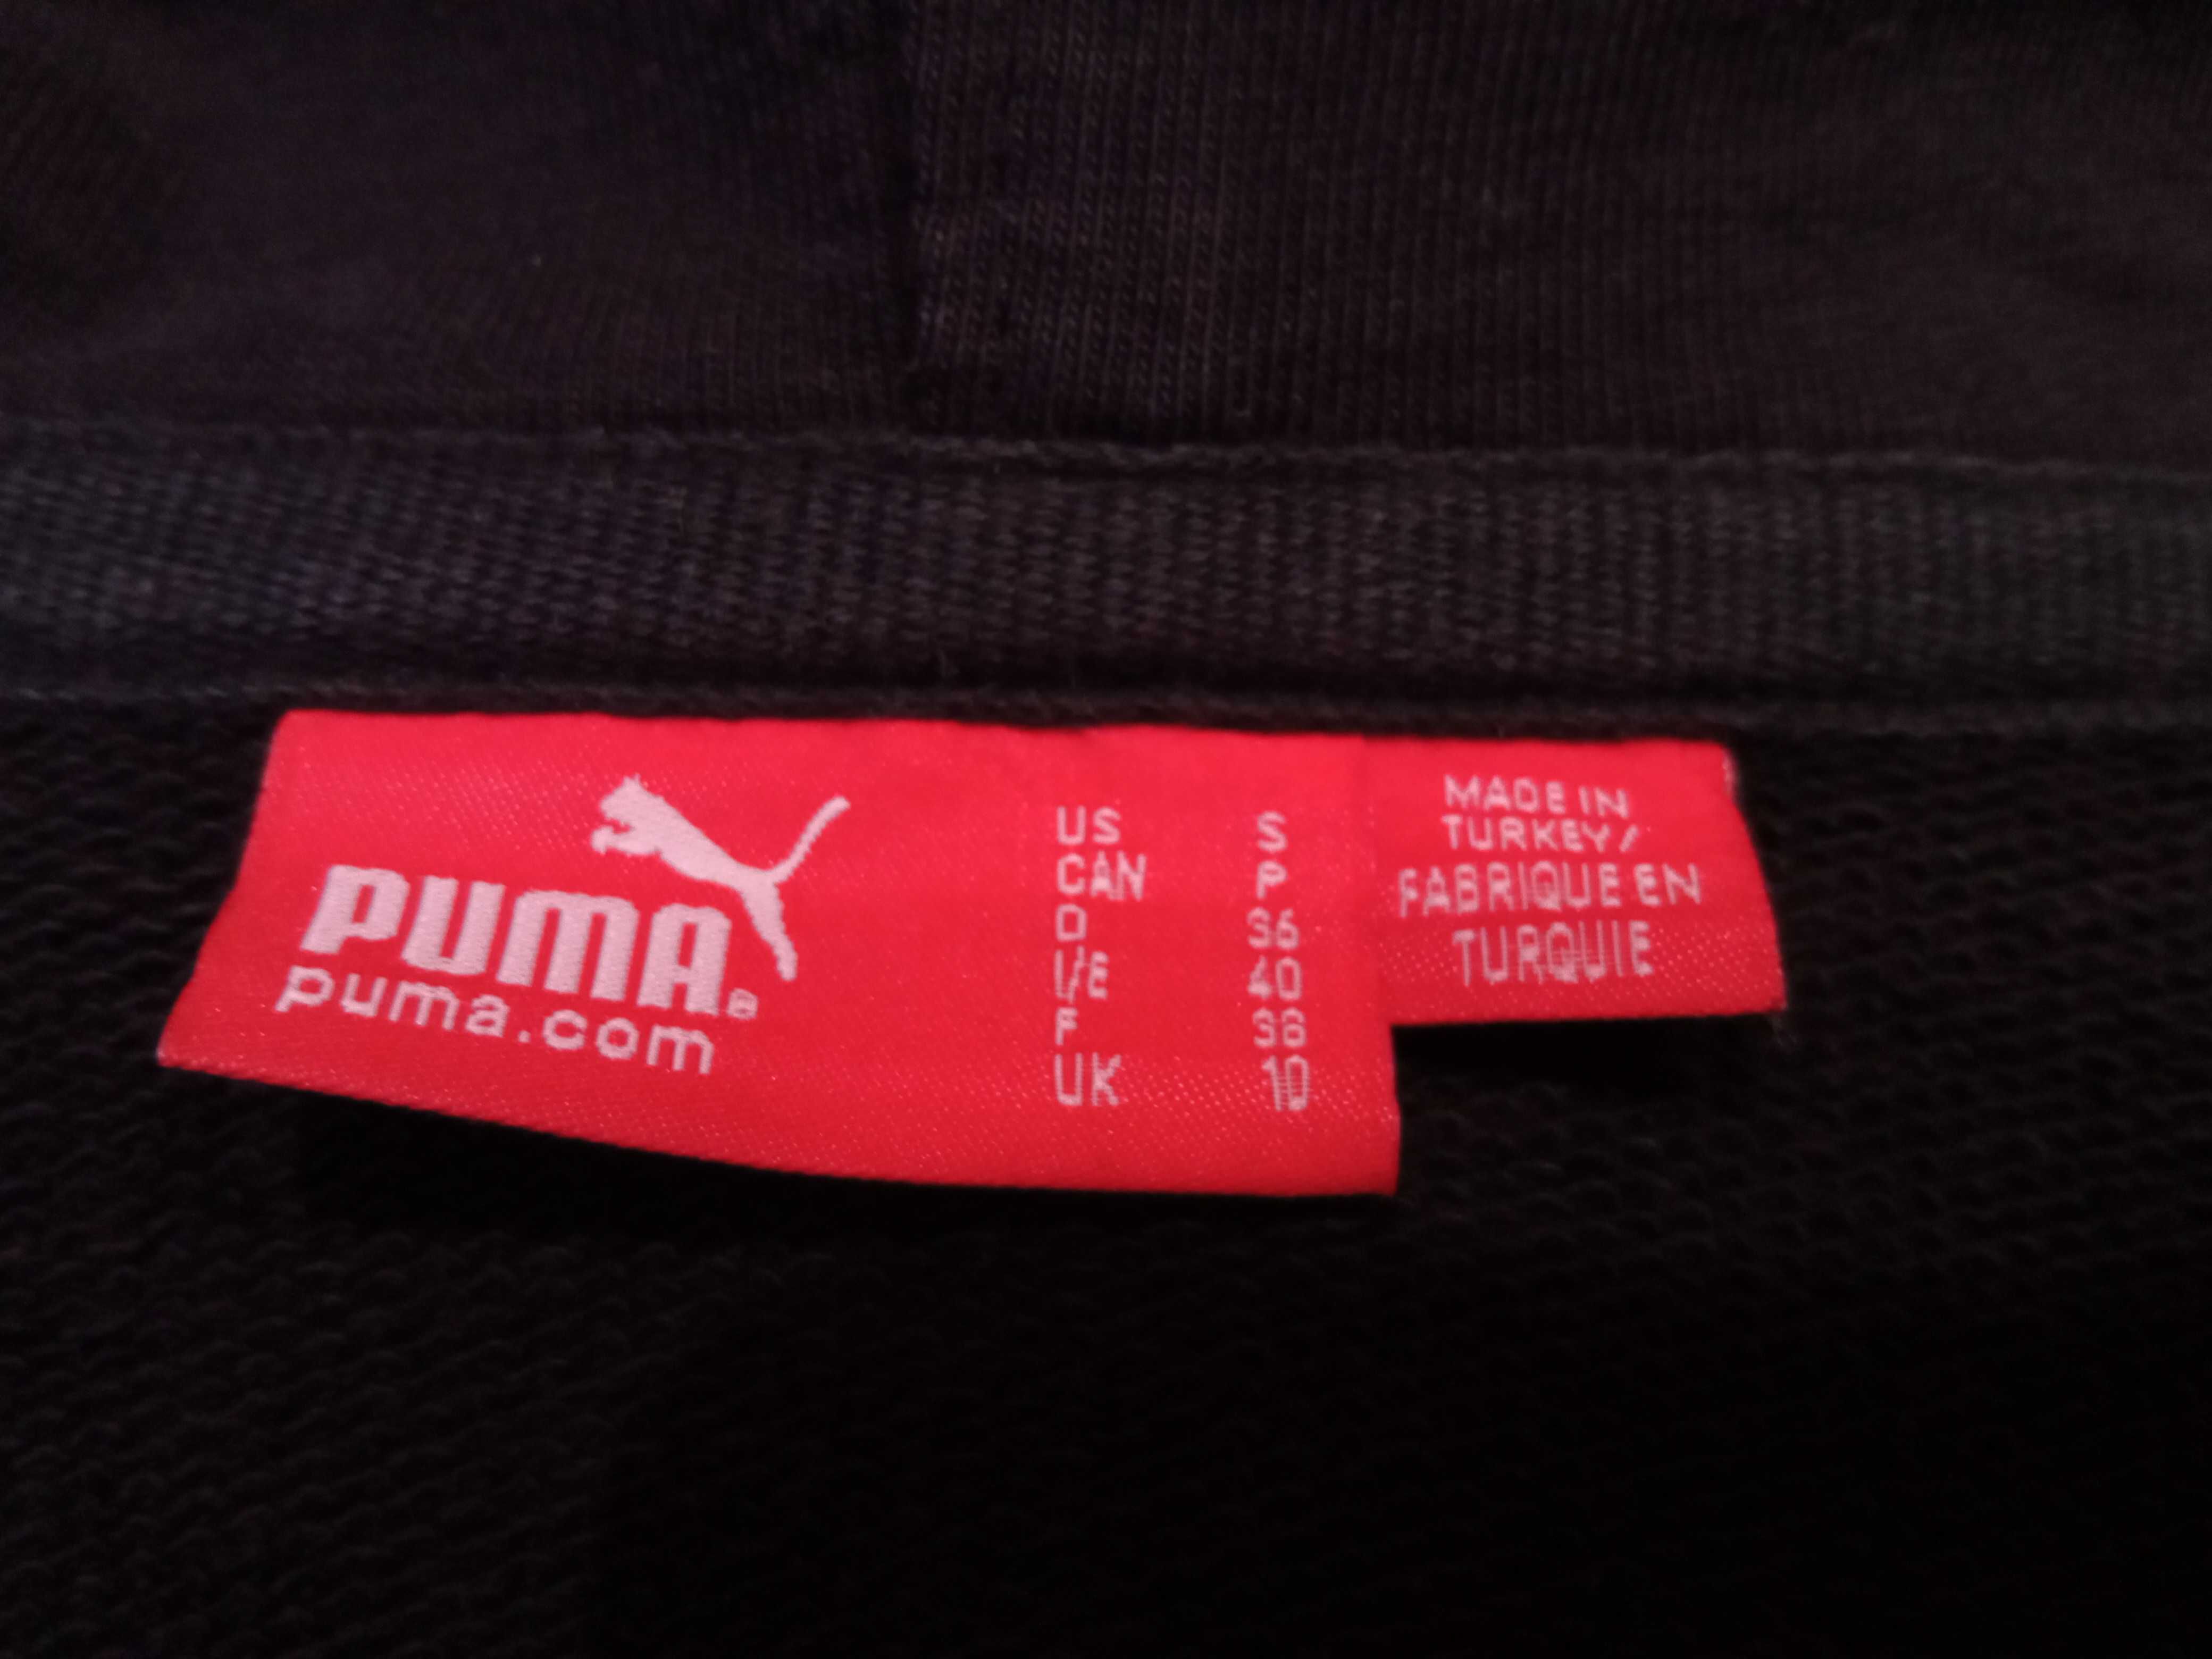 PUMA®
puma.com
US S
CAN P
D 36
I/E 40
F 38
UK 10
MADE IN
TURKEY/
FABRIQUE EN
TURQUIE